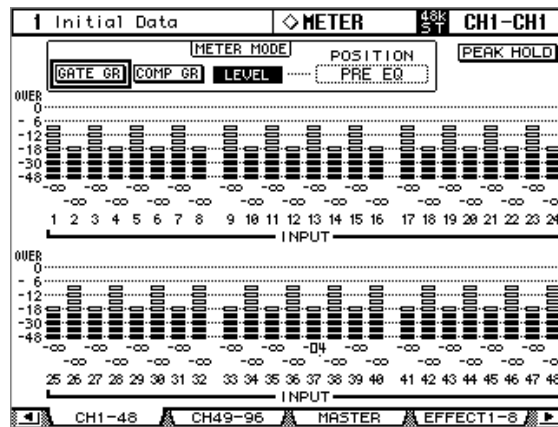 1 Initial Data ◇METER 48K ST CH1-CH1
METER MODE
POSITION
PEAK HOLD
GATE GR COMP GR LEVEL PRE EQ
OVER
0
- 6
-12
-18
-30
-48
-∞ -∞ -∞ -∞ -∞ -∞ -∞ -∞ -∞ -∞ -∞ -∞
-∞ -∞ -∞ -∞ -∞ -∞ -∞ -∞ -∞ -∞ -∞ -∞
1 2 3 4 5 6 7 8 9 10 11 12 13 14 15 16 17 18 19 20 21 22 23 24
INPUT
OVER
0
- 6
-12
-18
-30
-48
-∞ -∞ -∞ -∞ -∞ -∞ -04 -∞ -∞ -∞ -∞ -∞
-∞ -∞ -∞ -∞ -∞ -∞ -∞ -∞ -∞ -∞ -∞ -∞
25 26 27 28 29 30 31 32 33 34 35 36 37 38 39 40 41 42 43 44 45 46 47 48
INPUT
CH1-48 CH49-96 MASTER EFFECT1-8